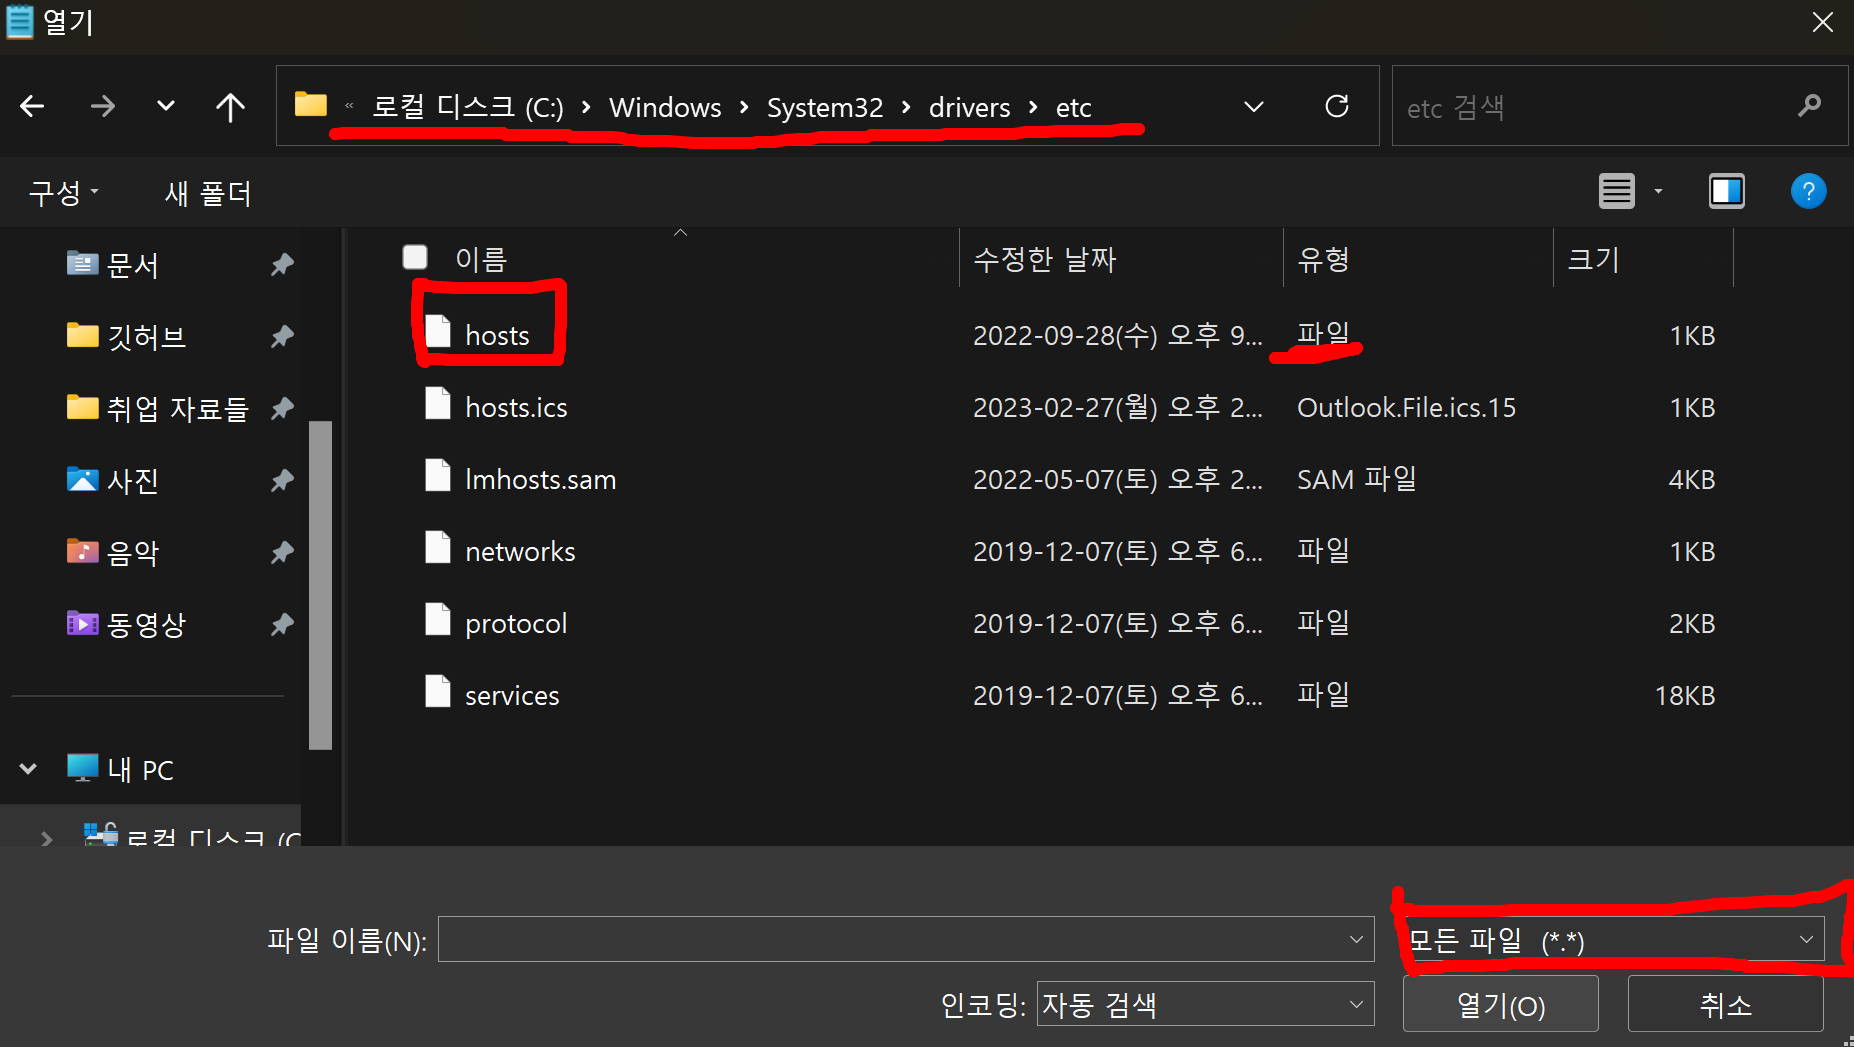 열기
« 로컬 디스크 (C:) › Windows › System32 › drivers › etc
etc 검색
구성
새 폴더
?
문서
깃허브
취업 자료들
사진
음악
동영상
내 PC
로컬 디스크 (C
이름 수정한 날짜 유형 크기
hosts 2022-09-28(수) 오후 9... 파일 1KB
hosts.ics 2023-02-27(월) 오후 2... Outlook.File.ics.15 1KB
lmhosts.sam 2022-05-07(토) 오후 2... SAM 파일 4KB
networks 2019-12-07(토) 오후 6... 파일 1KB
protocol 2019-12-07(토) 오후 6... 파일 2KB
services 2019-12-07(토) 오후 6... 파일 18KB
파일 이름(N):
모든 파일 (*.*)
인코딩: 자동 검색
열기(O)
취소